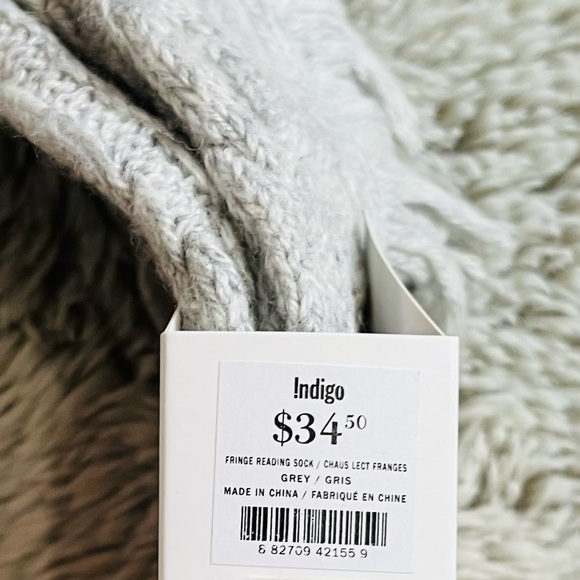 !ndigo
$34.50
FRINGE READING SOCK / CHAUS LECT FRANGES
GREY / GRIS
MADE IN CHINA / FABRIQUÉ EN CHINE
8 82709 42155 9